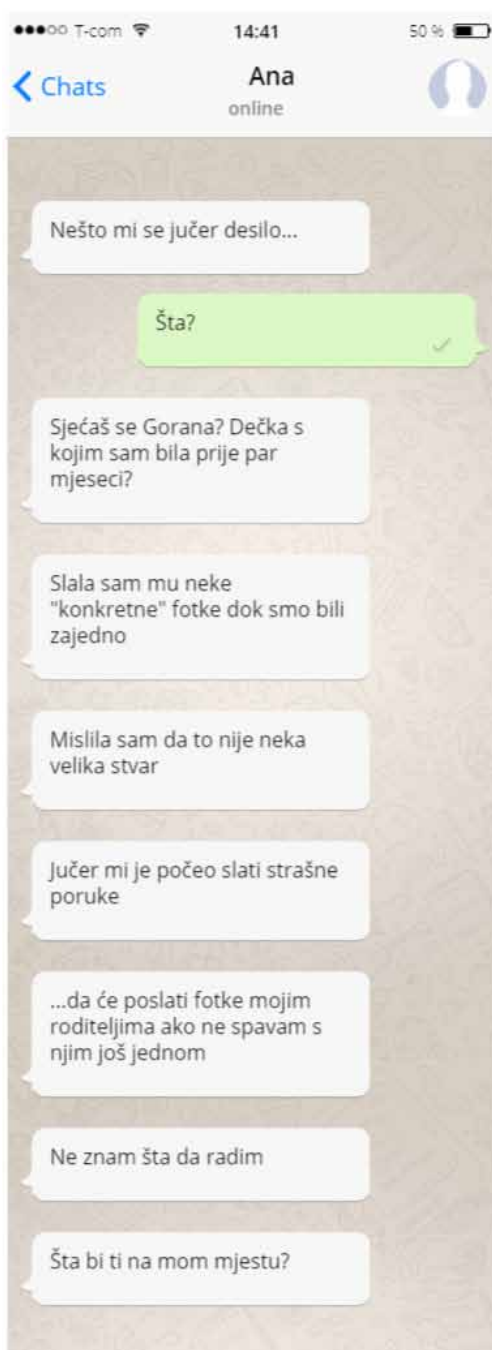 T-com 14:41 50 %
Chats Ana
online
Nešto mi se jučer desilo...
Šta?
Sjećaš se Gorana? Dečka s
kojim sam bila prije par
mjeseci?
Slala sam mu neke
"konkretne" fotke dok smo bili
zajedno
Mislila sam da to nije neka
velika stvar
Jučer mi je počeo slati strašne
poruke
...da će poslati fotke mojim
roditeljima ako ne spavam s
njim još jednom
Ne znam šta da radim
Šta bi ti na mom mjestu?